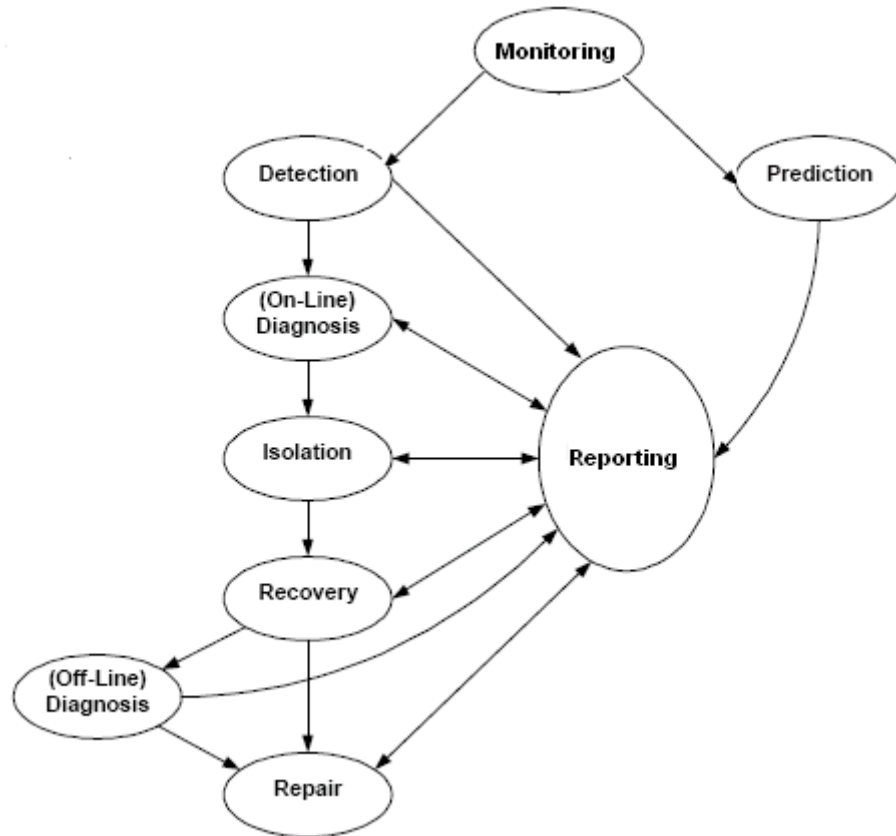 Monitoring
Detection
Prediction
(On-Line)
Diagnosis
Isolation
Reporting
Recovery
(Off-Line)
Diagnosis
Repair